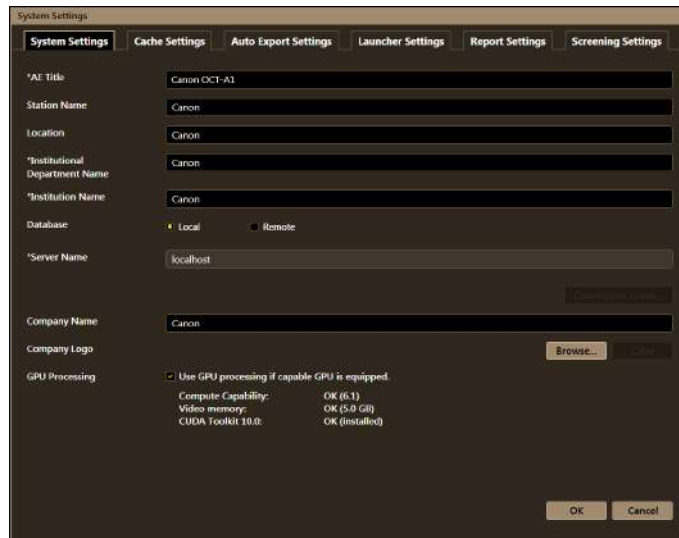 System Settings
System Settings Cache Settings Auto Export Settings Launcher Settings Report Settings Screening Settings
*AE Title Canon OCT-A1
Station Name Canon
Location Canon
*Institutional
Department Name Canon
*Institution Name Canon
Database Local Remote
*Server Name localhost
Company Name Canon
Company Logo Browse... Clear
GPU Processing Use GPU processing if capable GPU is equipped.
Compute Capability: OK (6.1)
Video memory: OK (5.0 GB)
CUDA Toolkit 10.0: OK (installed)
OK Cancel